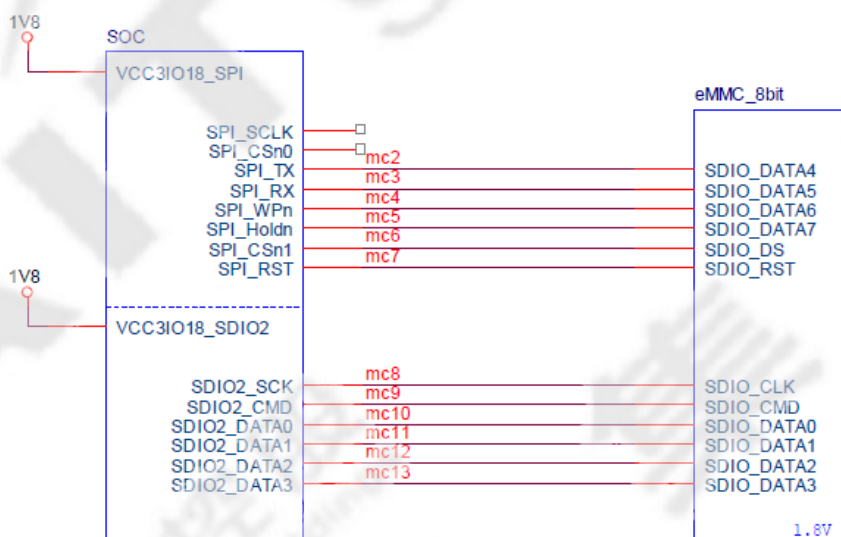 1V8
SOC
VCC3IO18_SPI
eMMC_8bit
SPI_SCLK
SPI_CSn0
SPI_TX mc2 SDIO_DATA4
SPI_RX mc3 SDIO_DATA5
SPI_WPn mc4 SDIO_DATA6
SPI_Holdn mc5 SDIO_DATA7
SPI_CSn1 mc6 SDIO_DS
SPI_RST mc7 SDIO_RST
1V8
VCC3IO18_SDIO2
SDIO2_SCK mc8 SDIO_CLK
SDIO2_CMD mc9 SDIO_CMD
SDIO2_DATA0 mc10 SDIO_DATA0
SDIO2_DATA1 mc11 SDIO_DATA1
SDIO2_DATA2 mc12 SDIO_DATA2
SDIO2_DATA3 mc13 SDIO_DATA3
1.8V